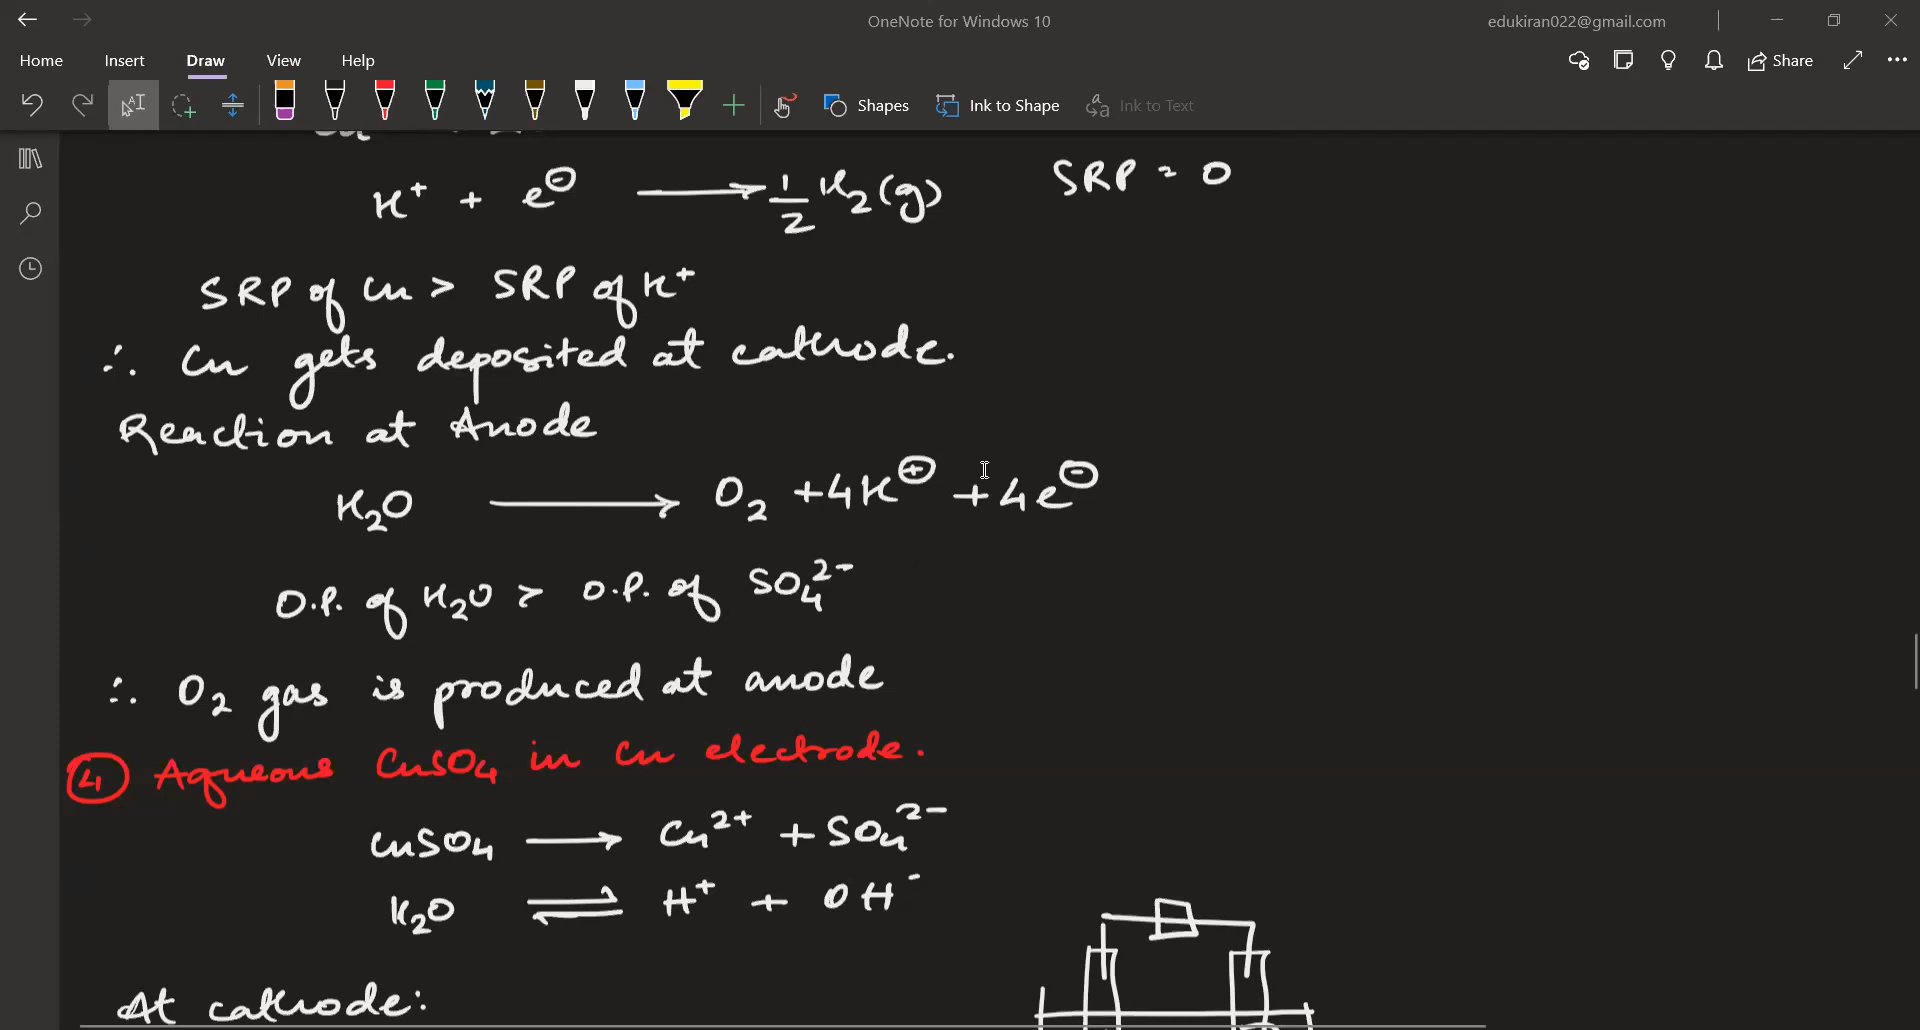 OneNote for Windows 10
edukiran022@gmail.com
Home Insert Draw View Help
Share
Shapes Ink to Shape Ink to Text
H⁺ + e⊖ ⟶ 1/2 H₂(g) SRP = 0
SRP of Cu > SRP of H⁺
∴ Cu gets deposited at cathode.
Reaction at Anode
H₂O ⟶ O₂ +4H⊕ +4e⊖
O.P. of H₂O > O.P. of SO₄²⁻
∴ O₂ gas is produced at anode
④ Aqueous CuSO₄ in Cu electrode.
CuSO₄ ⟶ Cu²⁺ + SO₄²⁻
H₂O ⇌ H⁺ + OH⁻
At cathode: